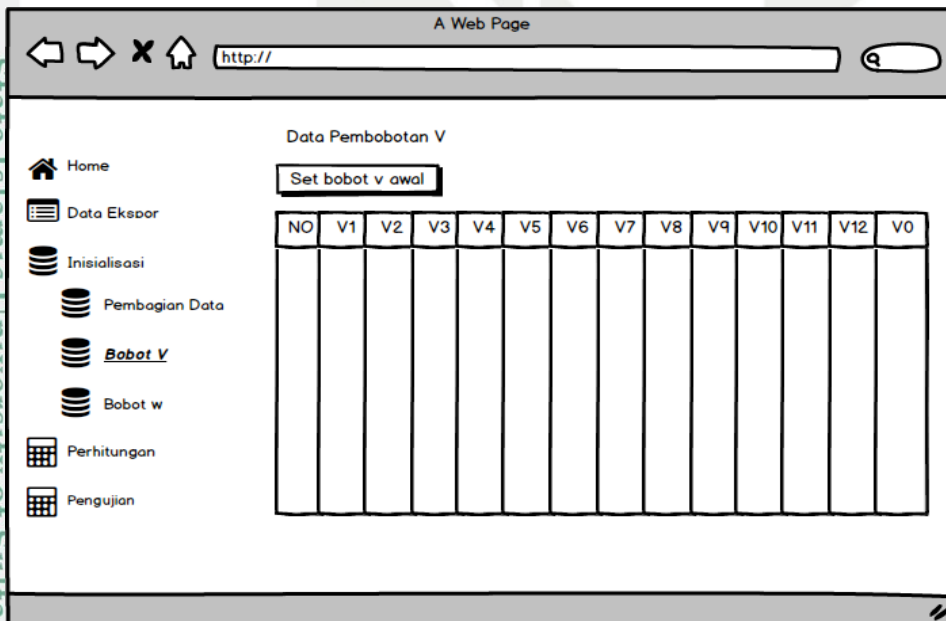 A Web Page
http://
Data Pembobotan V
Set bobot v awal
Home
Data Ekspor
Inisialisasi
Pembagian Data
Bobot V
Bobot w
Perhitungan
Pengujian
NO V1 V2 V3 V4 V5 V6 V7 V8 V9 V10 V11 V12 V0